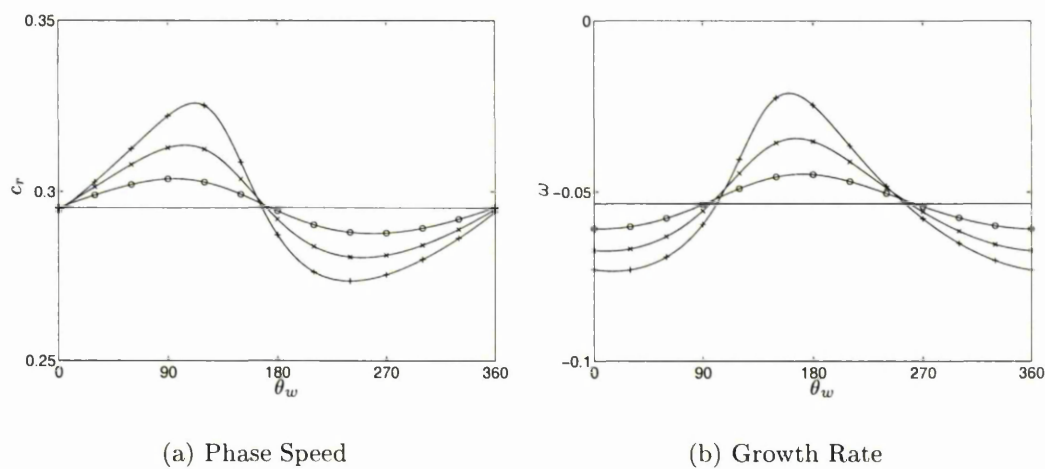 0.35
c_r 0.3
0.25
0 90 180 270 360
θ_w
(a) Phase Speed
0
ω -0.05
-0.1
0 90 180 270 360
θ_w
(b) Growth Rate